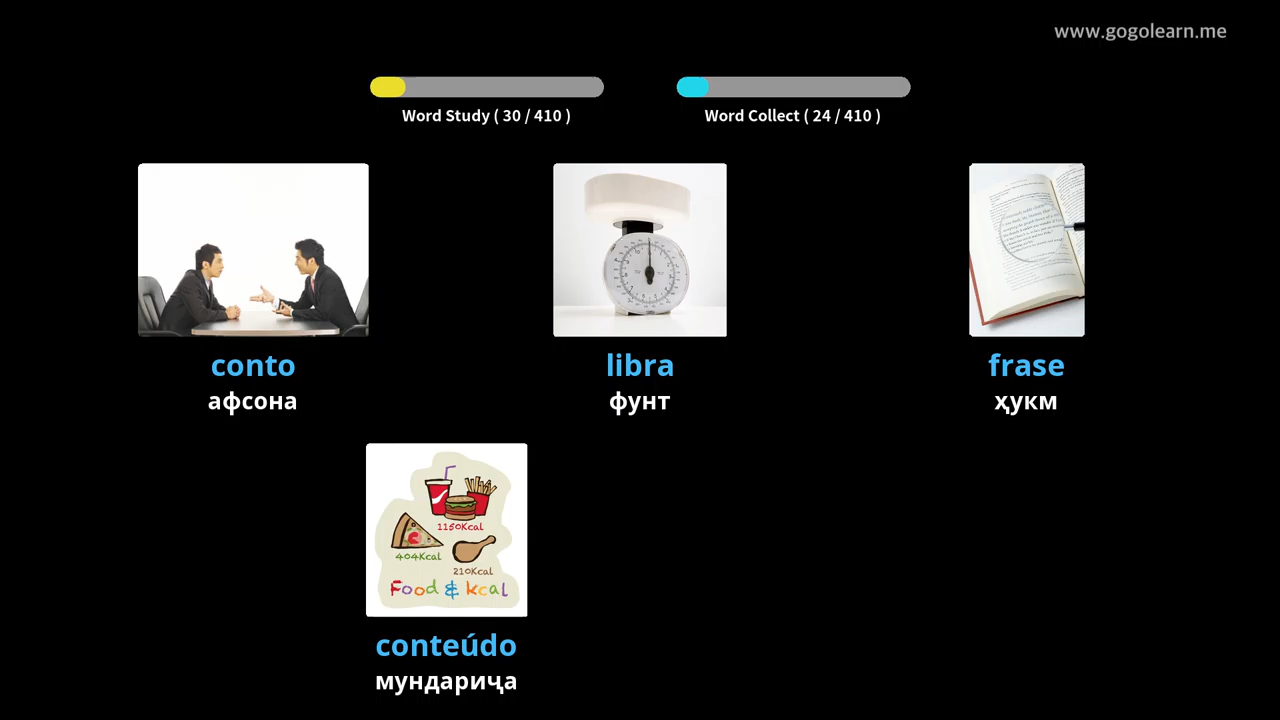 www.gogolearn.me
Word Study ( 30 / 410 )
Word Collect ( 24 / 410 )
conto
афсона
libra
фунт
frase
ҳукм
1150Kcal
404Kcal
210Kcal
Food & kcal
conteúdo
мундариҷа